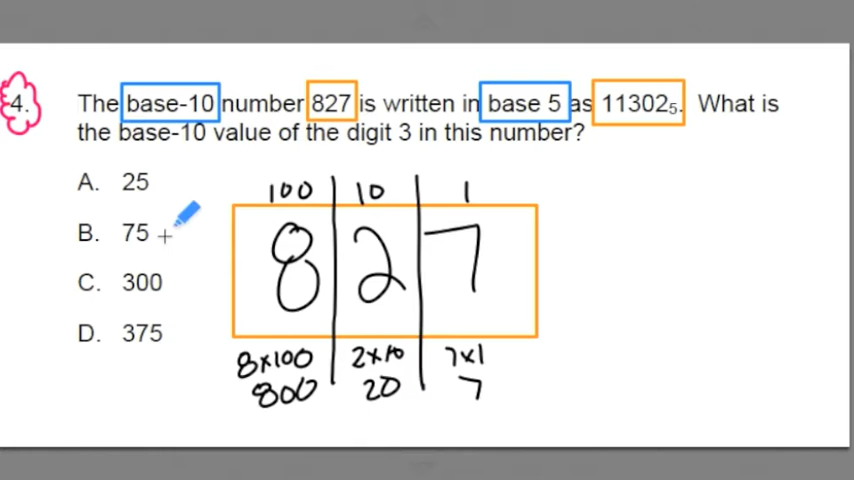 4. The base-10 number 827 is written in base 5 as 11302₅. What is
the base-10 value of the digit 3 in this number?
A. 25
B. 75
C. 300
D. 375
100 10 1
8 2 7
8x100 2x10 7x1
800 20 7